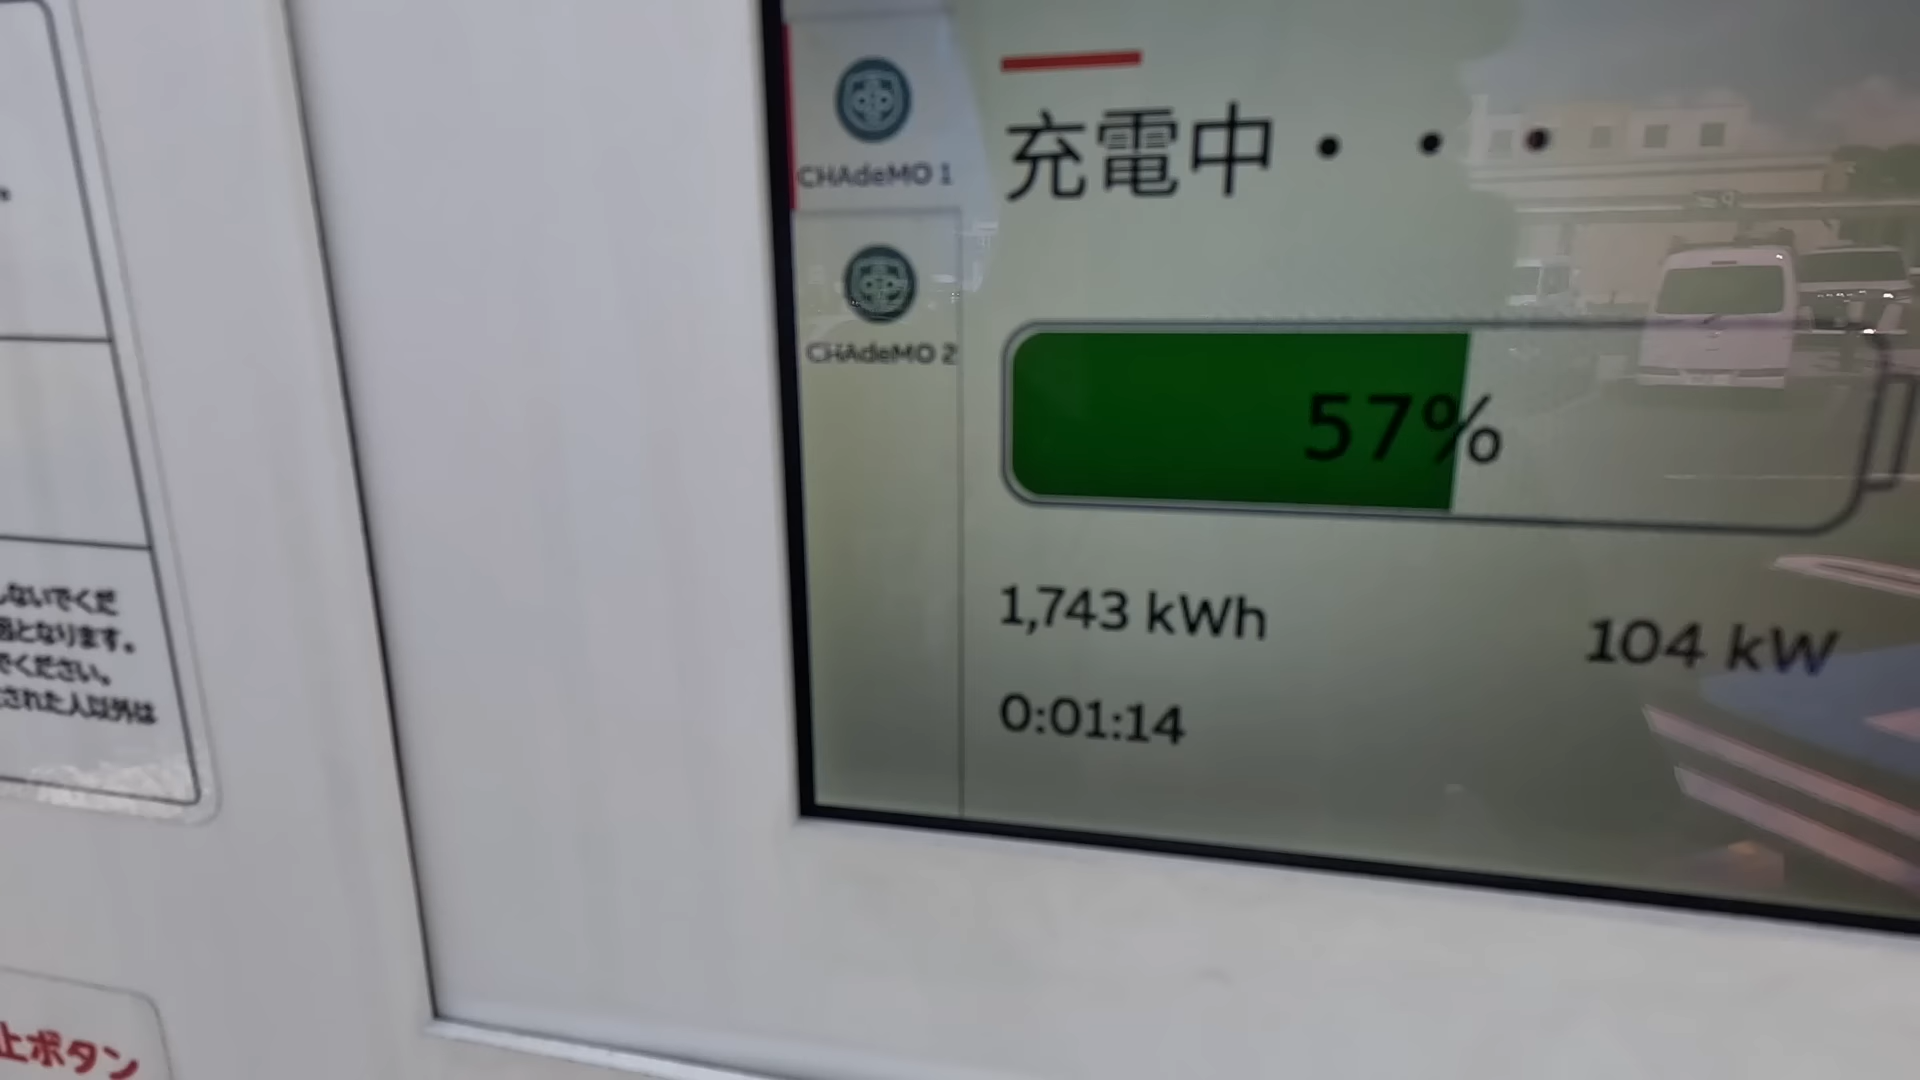 CHAdeMO 1
CHAdeMO 2
充電中・・・
57%
1,743 kWh
104 kW
0:01:14
しないでくだ
因となります。
でください。
された人以外は
止ボタン